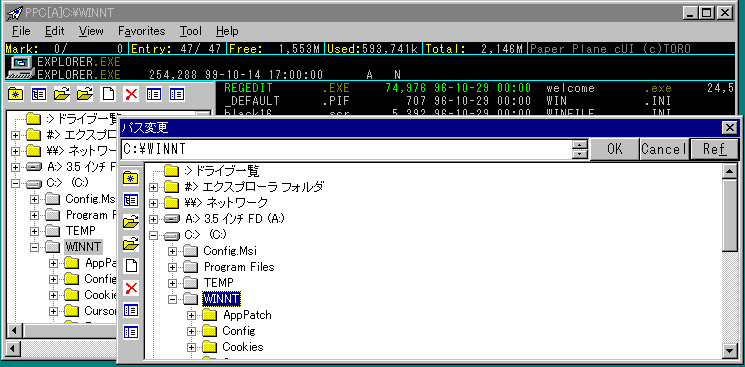 PPC[A]C:¥WINNT
File Edit View Favorites Tool Help
Mark: 0/ 0 Entry: 47/ 47 Free: 1,553M Used:593,741k Total: 2,146M Paper Plane cUI (c)TORO
EXPLORER.EXE
EXPLORER.EXE 254,288 99-10-14 17:00:00 A N
REGEDIT .EXE 74,976 96-10-29 00:00 welcome .exe 24,5
_DEFAULT .PIF 707 96-10-29 00:00 WIN .INI
black16 .scr 5,392 96-10-29 00:00 WINFILE .INI
:> ドライブ一覧
#> エクスプロ
¥¥> ネットワー
A:> 3.5 インチ F
C:> (C:)
Config.Ms
Program F
TEMP
WINNT
AppPa
Config
Cookie
Cursor
パス変更
C:¥WINNT
OK Cancel Ref
:> ドライブ一覧
#> エクスプローラ フォルダ
¥¥> ネットワーク
A:> 3.5 インチ FD (A:)
C:> (C:)
Config.Msi
Program Files
TEMP
WINNT
AppPatch
Config
Cookies